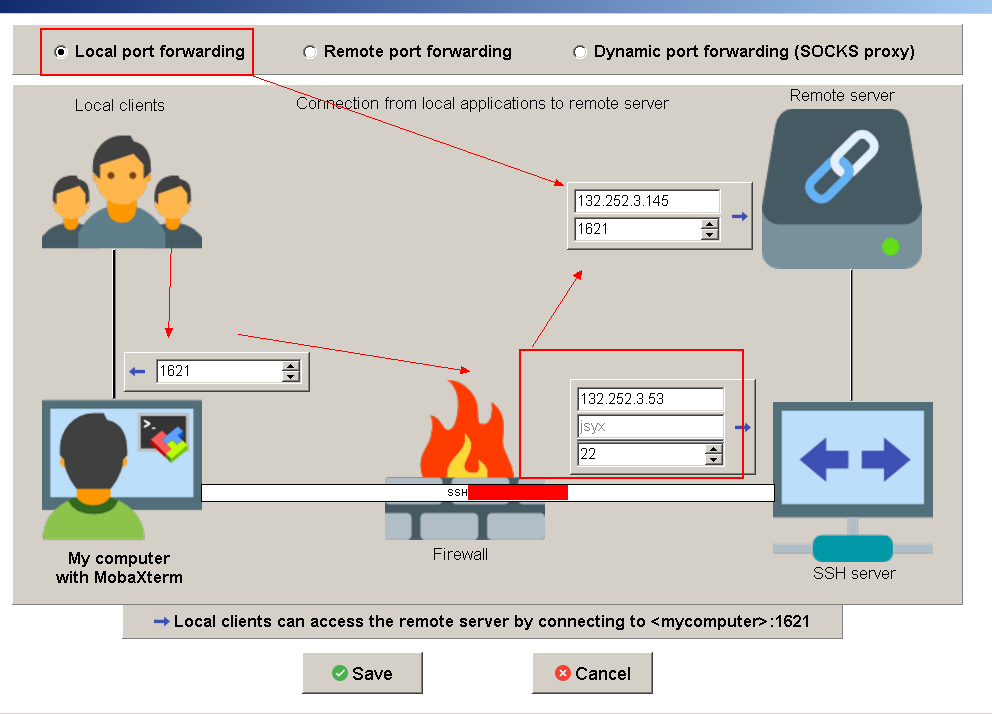 Local port forwarding
Remote port forwarding
Dynamic port forwarding (SOCKS proxy)
Local clients
Connection from local applications to remote server
Remote server
132.252.3.145
1621
1621
132.252.3.53
jsyx
22
>_
SSH
My computer
with MobaXterm
Firewall
SSH server
Local clients can access the remote server by connecting to <mycomputer>:1621
Save
Cancel